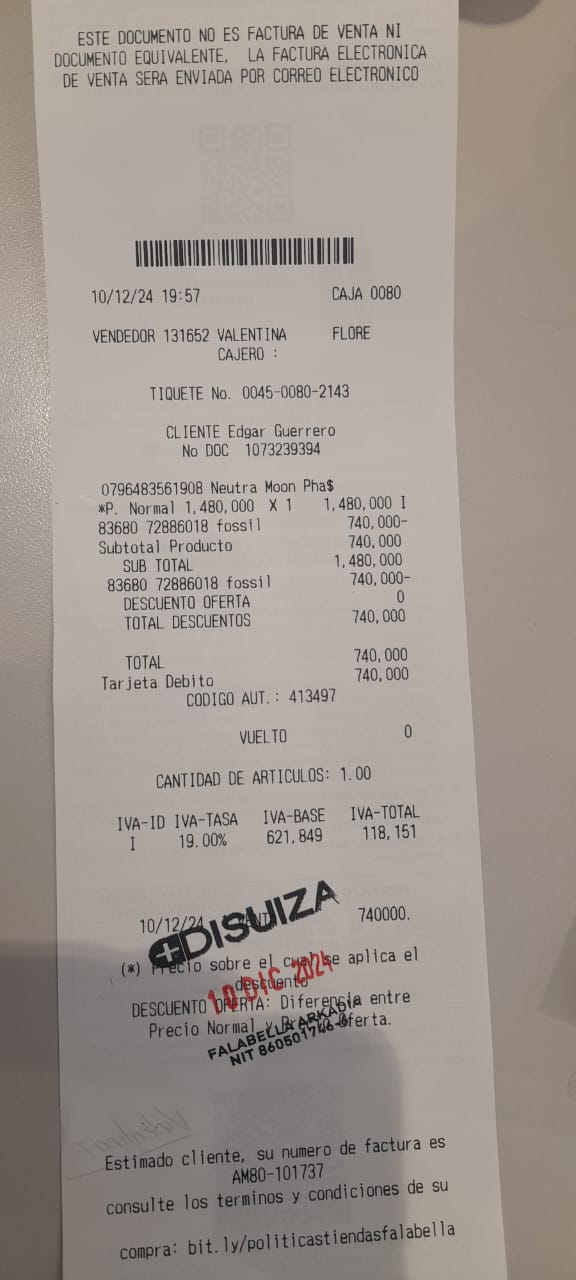 ESTE DOCUMENTO NO ES FACTURA DE VENTA NI
DOCUMENTO EQUIVALENTE, LA FACTURA ELECTRONICA
DE VENTA SERA ENVIADA POR CORREO ELECTRONICO
10/12/24 19:57 CAJA 0080
VENDEDOR 131652 VALENTINA FLORE
CAJERO :
TIQUETE No. 0045-0080-2143
CLIENTE Edgar Guerrero
No DOC 1073239394
0796483561908 Neutra Moon Pha$
*P. Normal 1,480,000 X 1 1,480,000 I
83680 72886018 fossil 740,000-
Subtotal Producto 740,000
SUB TOTAL 1,480,000
83680 72886018 fossil 740,000-
DESCUENTO OFERTA 0
TOTAL DESCUENTOS 740,000
TOTAL 740,000
Tarjeta Debito 740,000
CODIGO AUT.: 413497
VUELTO 0
CANTIDAD DE ARTICULOS: 1.00
IVA-ID IVA-TASA IVA-BASE IVA-TOTAL
I 19.00% 621,849 118,151
10/12/24 VENTA 740000.
DISUIZA
(*) Precio sobre el cual se aplica el
descuento
10 DIC 2024
DESCUENTO OFERTA: Diferencia entre
Precio Normal y Precio Oferta.
FALABELLA ARKADIA
NIT 860501746-6
Estimado cliente, su numero de factura es
AM80-101737
consulte los terminos y condiciones de su
compra: bit.ly/politicastiendasfalabella